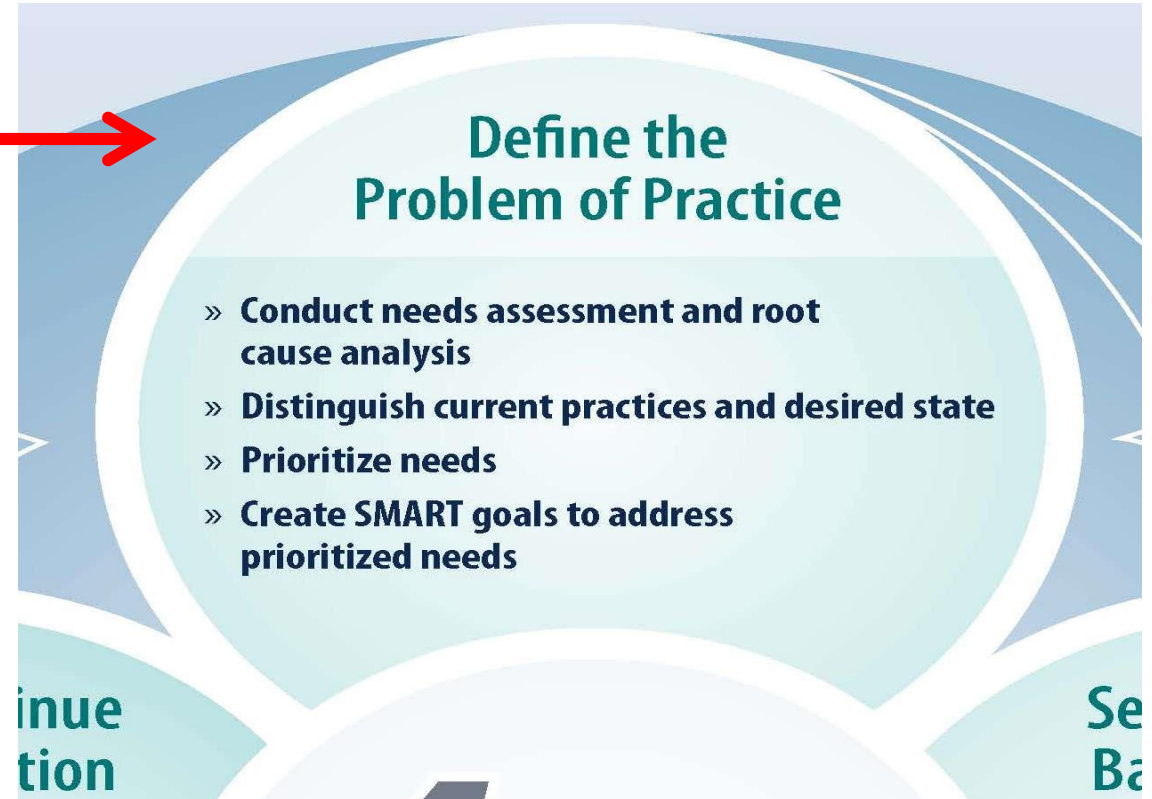 Define the
Problem of Practice
» Conduct needs assessment and root
cause analysis
» Distinguish current practices and desired state
» Prioritize needs
» Create SMART goals to address
prioritized needs
inue
tion
Se
Ba